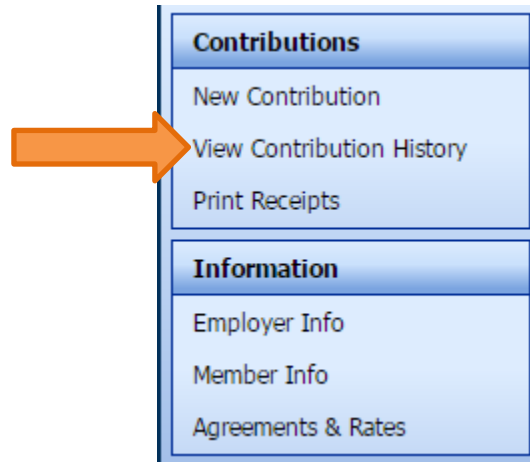 Contributions
New Contribution
View Contribution History
Print Receipts
Information
Employer Info
Member Info
Agreements & Rates